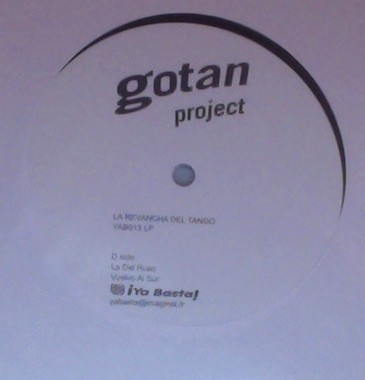 gotan
project
LA REVANCHA DEL TANGO
YAB013 LP
D side
La Del Ruso
Vuelvo Al Sur
¡Ya Basta!
yabasta@magnet.fr